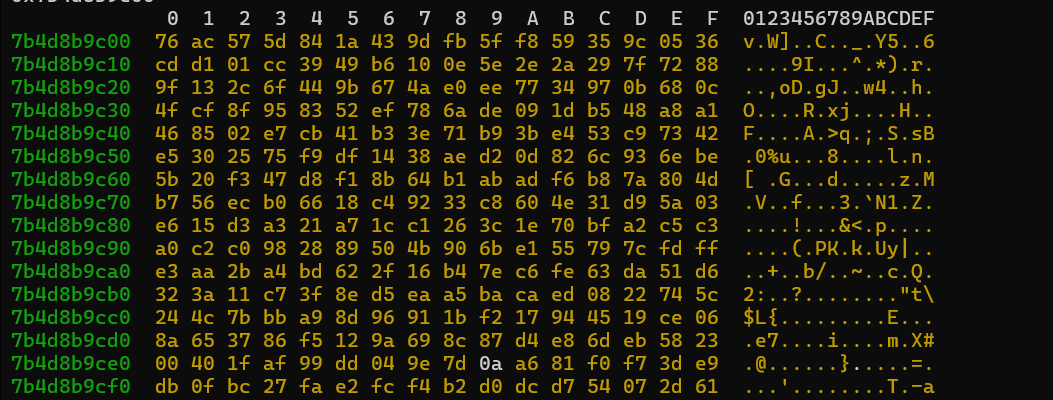 0 1 2 3 4 5 6 7 8 9 A B C D E F 0123456789ABCDEF
7b4d8b9c00 76 ac 57 5d 84 1a 43 9d fb 5f f8 59 35 9c 05 36 v.W]..C.._.Y5..6
7b4d8b9c10 cd d1 01 cc 39 49 b6 10 0e 5e 2e 2a 29 7f 72 88 ....9I...^.*).r.
7b4d8b9c20 9f 13 2c 6f 44 9b 67 4a e0 ee 77 34 97 0b 68 0c ..,oD.gJ..w4..h.
7b4d8b9c30 4f cf 8f 95 83 52 ef 78 6a de 09 1d b5 48 a8 a1 O....R.xj....H..
7b4d8b9c40 46 85 02 e7 cb 41 b3 3e 71 b9 3b e4 53 c9 73 42 F....A.>q.;.S.sB
7b4d8b9c50 e5 30 25 75 f9 df 14 38 ae d2 0d 82 6c 93 6e be .0%u...8....l.n.
7b4d8b9c60 5b 20 f3 47 d8 f1 8b 64 b1 ab ad f6 b8 7a 80 4d [ .G...d.....z.M
7b4d8b9c70 b7 56 ec b0 66 18 c4 92 33 c8 60 4e 31 d9 5a 03 .V..f...3.`N1.Z.
7b4d8b9c80 e6 15 d3 a3 21 a7 1c c1 26 3c 1e 70 bf a2 c5 c3 ....!...&<.p....
7b4d8b9c90 a0 c2 c0 98 28 89 50 4b 90 6b e1 55 79 7c fd ff ....(.PK.k.Uy|..
7b4d8b9ca0 e3 aa 2b a4 bd 62 2f 16 b4 7e c6 fe 63 da 51 d6 ..+..b/..~..c.Q.
7b4d8b9cb0 32 3a 11 c7 3f 8e d5 ea a5 ba ca ed 08 22 74 5c 2:..?........"t\
7b4d8b9cc0 24 4c 7b bb a9 8d 96 91 1b f2 17 94 45 19 ce 06 $L{.........E...
7b4d8b9cd0 8a 65 37 86 f5 12 9a 69 8c 87 d4 e8 6d eb 58 23 .e7....i....m.X#
7b4d8b9ce0 00 40 1f af 99 dd 04 9e 7d 0a a6 81 f0 f7 3d e9 .@......}.....=.
7b4d8b9cf0 db 0f bc 27 fa e2 fc f4 b2 d0 dc d7 54 07 2d 61 ...'........T.-a